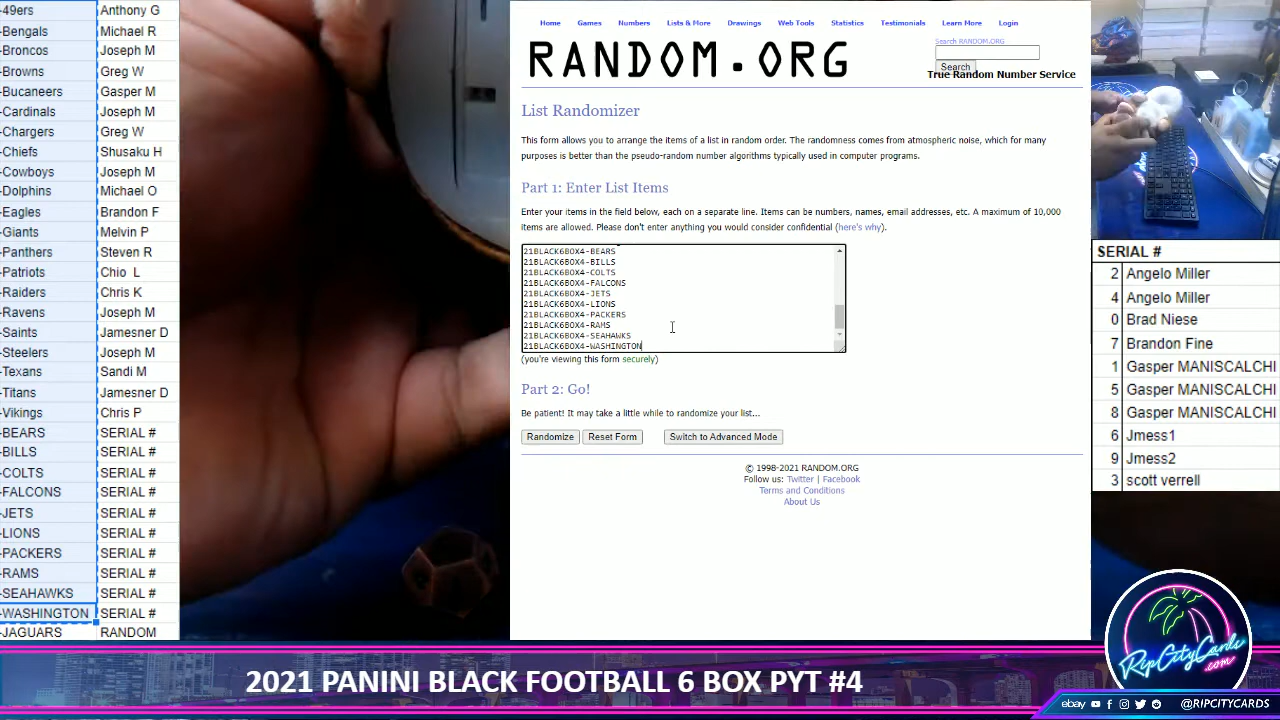 -49ers Anthony G
-Bengals Michael R
-Broncos Joseph M
-Browns Greg W
-Bucaneers Gasper M
-Cardinals Joseph M
-Chargers Greg W
-Chiefs Shusaku H
-Cowboys Joseph M
-Dolphins Michael O
-Eagles Brandon F
-Giants Melvin P
-Panthers Steven R
-Patriots Chio L
-Raiders Chris K
-Ravens Joseph M
-Saints Jamesner D
-Steelers Joseph M
-Texans Sandi M
-Titans Jamesner D
-Vikings Chris P
-BEARS SERIAL #
-BILLS SERIAL #
-COLTS SERIAL #
-FALCONS SERIAL #
-JETS SERIAL #
-LIONS SERIAL #
-PACKERS SERIAL #
-RAMS SERIAL #
-SEAHAWKS SERIAL #
-WASHINGTON SERIAL #
-JAGUARS RANDOM
Home Games Numbers Lists & More Drawings Web Tools Statistics Testimonials Learn More Login
RANDOM.ORG
Search RANDOM.ORG
Search
True Random Number Service
List Randomizer
This form allows you to arrange the items of a list in random order. The randomness comes from atmospheric noise, which for many
purposes is better than the pseudo-random number algorithms typically used in computer programs.
Part 1: Enter List Items
Enter your items in the field below, each on a separate line. Items can be numbers, names, email addresses, etc. A maximum of 10,000
items are allowed. Please don't enter anything you would consider confidential (here's why).
21BLACK6BOX4-BEARS
21BLACK6BOX4-BILLS
21BLACK6BOX4-COLTS
21BLACK6BOX4-FALCONS
21BLACK6BOX4-JETS
21BLACK6BOX4-LIONS
21BLACK6BOX4-PACKERS
21BLACK6BOX4-RAMS
21BLACK6BOX4-SEAHAWKS
21BLACK6BOX4-WASHINGTON
(you're viewing this form securely)
Part 2: Go!
Be patient! It may take a little while to randomize your list...
Randomize Reset Form Switch to Advanced Mode
© 1998-2021 RANDOM.ORG
Follow us: Twitter | Facebook
Terms and Conditions
About Us
SERIAL #
2 Angelo Miller
4 Angelo Miller
0 Brad Niese
7 Brandon Fine
1 Gasper MANISCALCHI
5 Gasper MANISCALCHI
8 Gasper MANISCALCHI
6 Jmess1
9 Jmess2
3 scott verrell
RIPCITYCARDS
.COM
2021 PANINI BLACK FOOTBALL 6 BOX PYT #4
ebay @RIPCITYCARDS